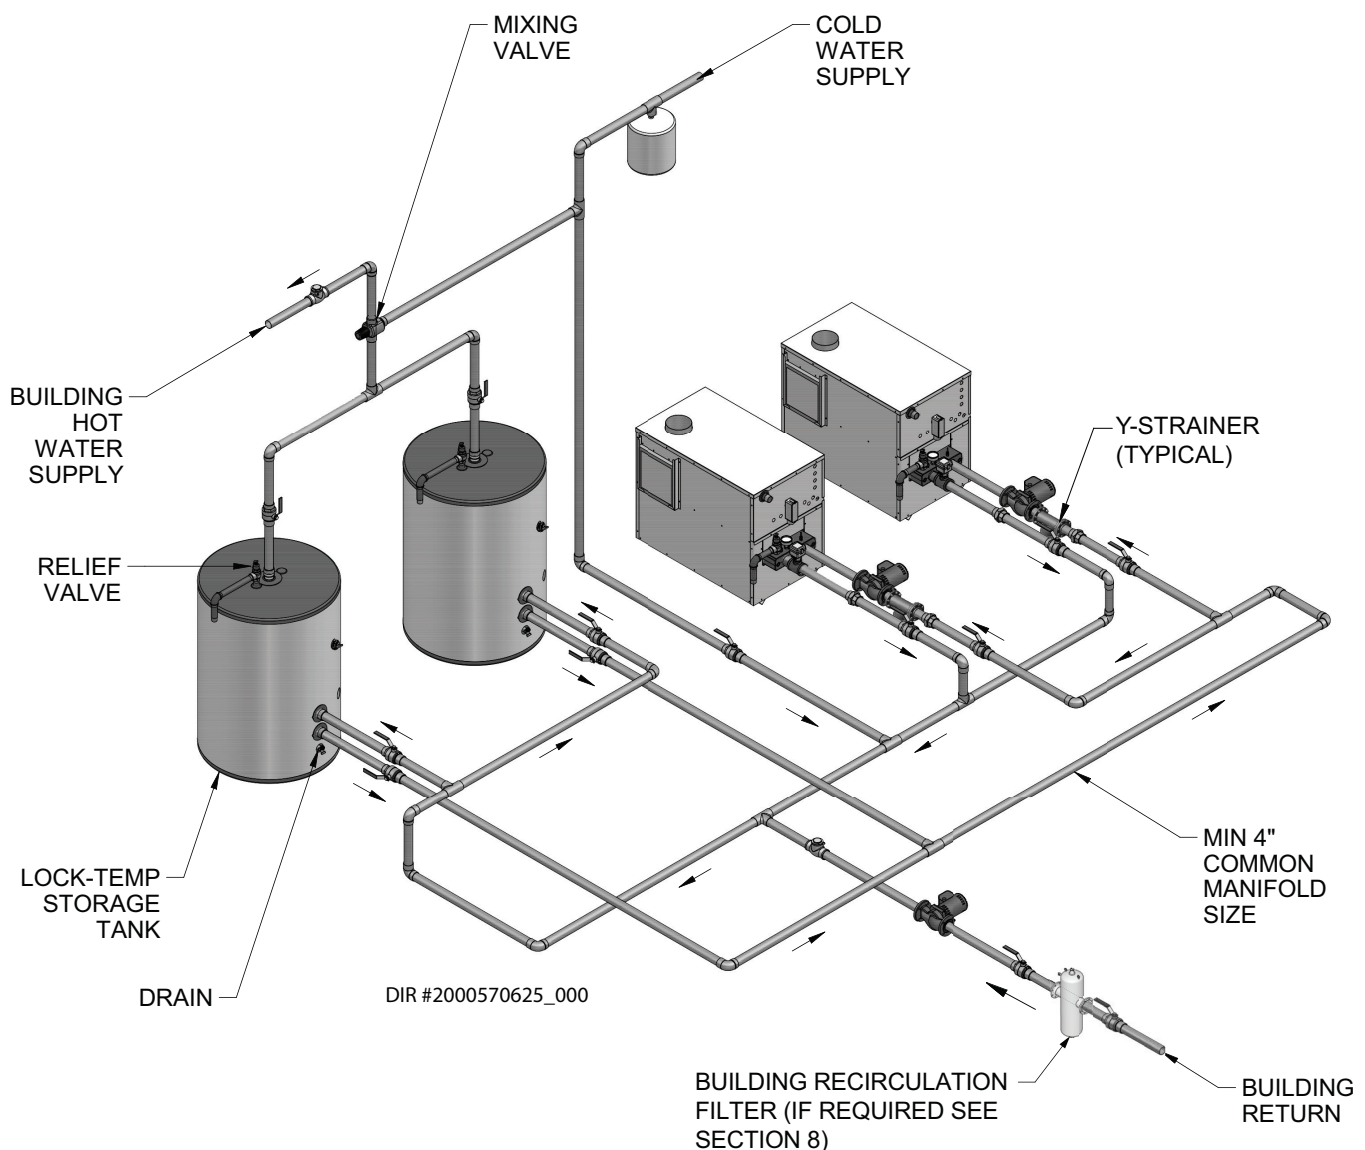 MIXING
VALVE
COLD
WATER
SUPPLY
BUILDING
HOT
WATER
SUPPLY
Y-STRAINER
(TYPICAL)
RELIEF
VALVE
MIN 4"
COMMON
MANIFOLD
SIZE
LOCK-TEMP
STORAGE
TANK
DRAIN
DIR #2000570625_000
BUILDING RECIRCULATION
FILTER (IF REQUIRED SEE
SECTION 8)
BUILDING
RETURN